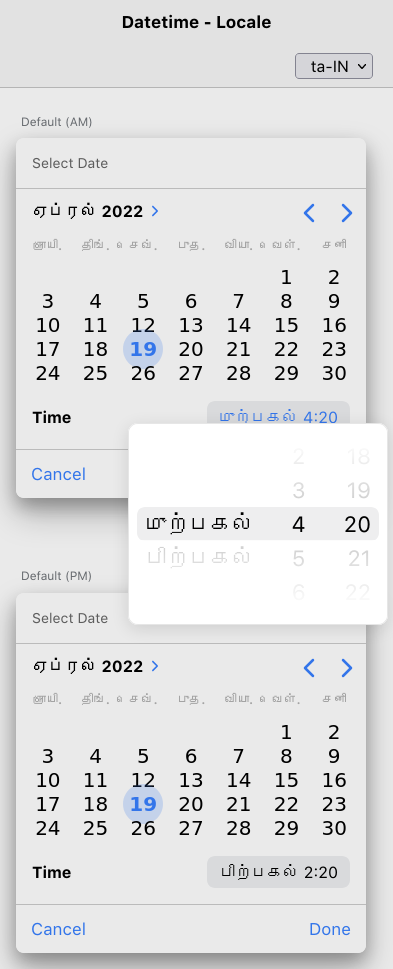 Datetime - Locale
ta-IN
Default (AM)
Select Date
ஏப்ரல் 2022
ஞாயி. திங். செவ். புத. வியா. வெள். சனி
1 2
3 4 5 6 7 8 9
10 11 12 13 14 15 16
17 18 19 20 21 22 23
24 25 26 27 28 29 30
Time முற்பகல் 4:20
Cancel
2 18
3 19
முற்பகல் 4 20
பிற்பகல் 5 21
6 22
Default (PM)
Select Date
ஏப்ரல் 2022
ஞாயி. திங். செவ். புத. வியா. வெள். சனி
1 2
3 4 5 6 7 8 9
10 11 12 13 14 15 16
17 18 19 20 21 22 23
24 25 26 27 28 29 30
Time பிற்பகல் 2:20
Cancel Done